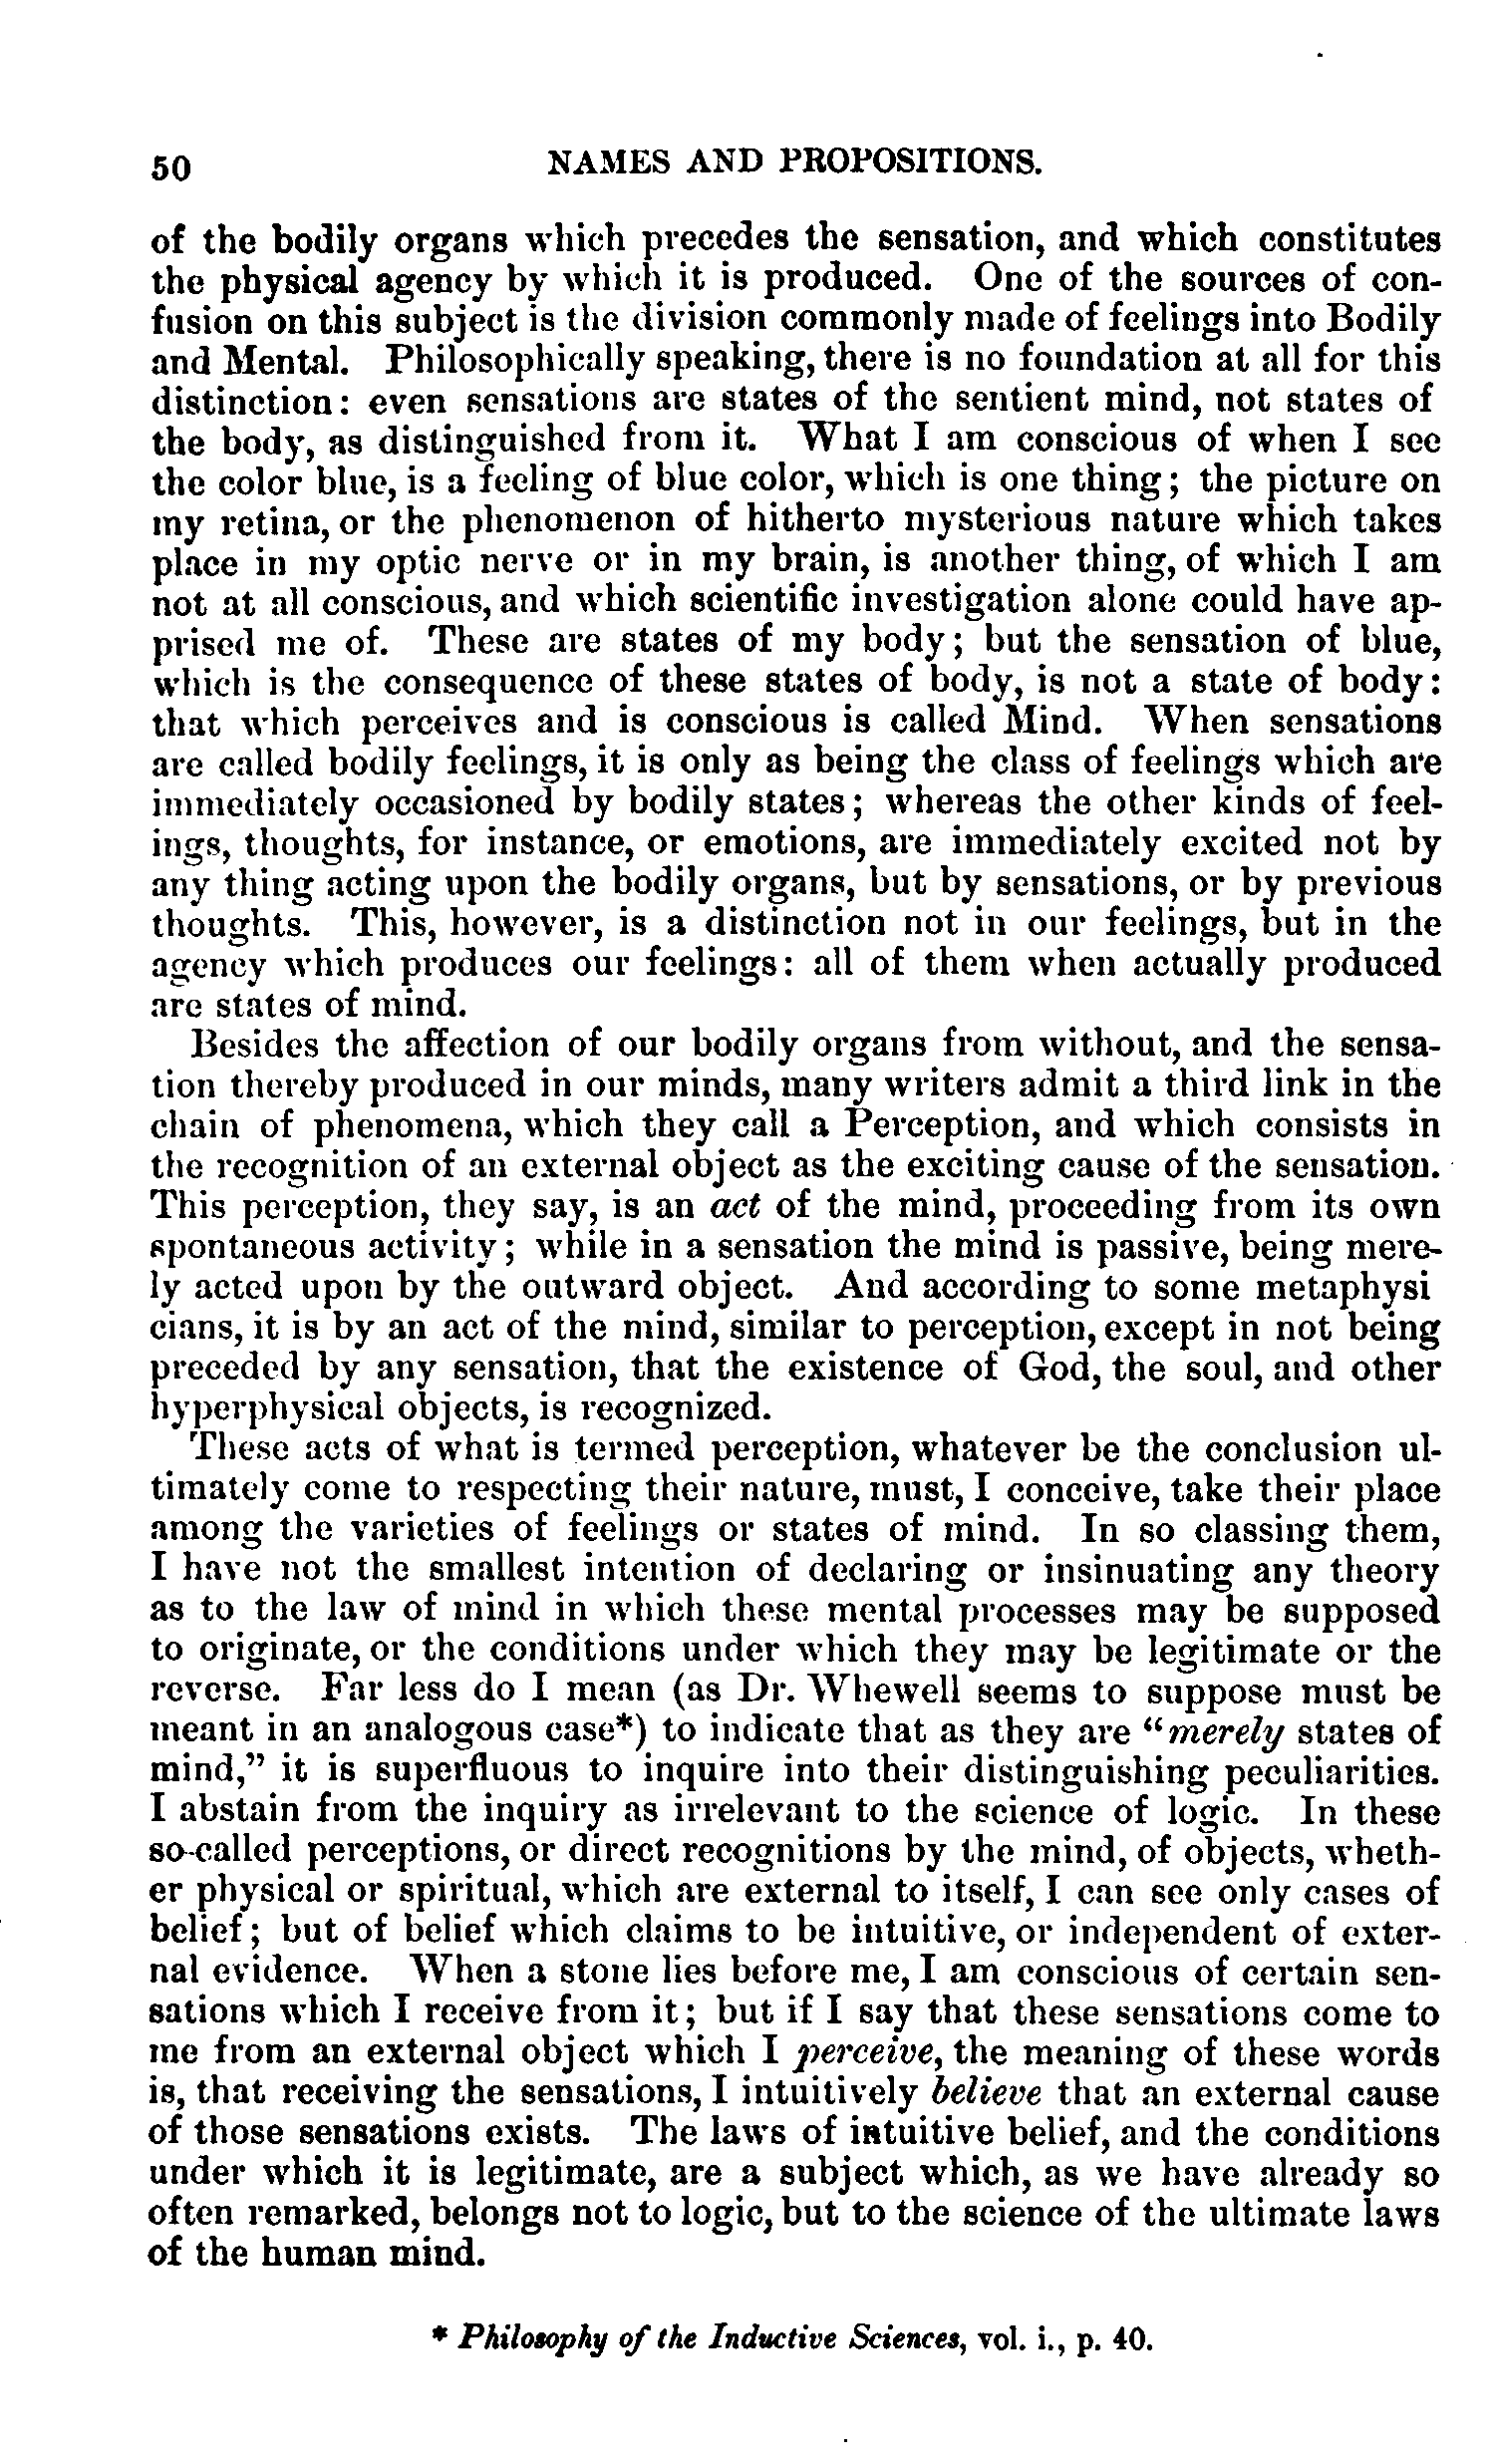 50 NAMES AND PROPOSITIONS.
of the bodily organs which precedes the sensation, and which constitutes
the physical agency by which it is produced. One of the sources of con-
fusion on this subject is the division commonly made of feelings into Bodily
and Mental. Philosophically speaking, there is no foundation at all for this
distinction: even sensations are states of the sentient mind, not states of
the body, as distinguished from it. What I am conscious of when I see
the color blue, is a feeling of blue color, which is one thing; the picture on
my retina, or the phenomenon of hitherto mysterious nature which takes
place in my optic nerve or in my brain, is another thing, of which I am
not at all conscious, and which scientific investigation alone could have ap-
prised me of. These are states of my body; but the sensation of blue,
which is the consequence of these states of body, is not a state of body:
that which perceives and is conscious is called Mind. When sensations
are called bodily feelings, it is only as being the class of feelings which are
immediately occasioned by bodily states; whereas the other kinds of feel-
ings, thoughts, for instance, or emotions, are immediately excited not by
any thing acting upon the bodily organs, but by sensations, or by previous
thoughts. This, however, is a distinction not in our feelings, but in the
agency which produces our feelings: all of them when actually produced
are states of mind.
Besides the affection of our bodily organs from without, and the sensa-
tion thereby produced in our minds, many writers admit a third link in the
chain of phenomena, which they call a Perception, and which consists in
the recognition of an external object as the exciting cause of the sensation.
This perception, they say, is an act of the mind, proceeding from its own
spontaneous activity; while in a sensation the mind is passive, being mere-
ly acted upon by the outward object. And according to some metaphysi
cians, it is by an act of the mind, similar to perception, except in not being
preceded by any sensation, that the existence of God, the soul, and other
hyperphysical objects, is recognized.
These acts of what is termed perception, whatever be the conclusion ul-
timately come to respecting their nature, must, I conceive, take their place
among the varieties of feelings or states of mind. In so classing them,
I have not the smallest intention of declaring or insinuating any theory
as to the law of mind in which these mental processes may be supposed
to originate, or the conditions under which they may be legitimate or the
reverse. Far less do I mean (as Dr. Whewell seems to suppose must be
meant in an analogous case*) to indicate that as they are "merely states of
mind," it is superfluous to inquire into their distinguishing peculiarities.
I abstain from the inquiry as irrelevant to the science of logic. In these
so-called perceptions, or direct recognitions by the mind, of objects, wheth-
er physical or spiritual, which are external to itself, I can see only cases of
belief; but of belief which claims to be intuitive, or independent of exter-
nal evidence. When a stone lies before me, I am conscious of certain sen-
sations which I receive from it; but if I say that these sensations come to
me from an external object which I perceive, the meaning of these words
is, that receiving the sensations, I intuitively believe that an external cause
of those sensations exists. The laws of intuitive belief, and the conditions
under which it is legitimate, are a subject which, as we have already so
often remarked, belongs not to logic, but to the science of the ultimate laws
of the human mind.
* Philosophy of the Inductive Sciences, vol. i., p. 40.